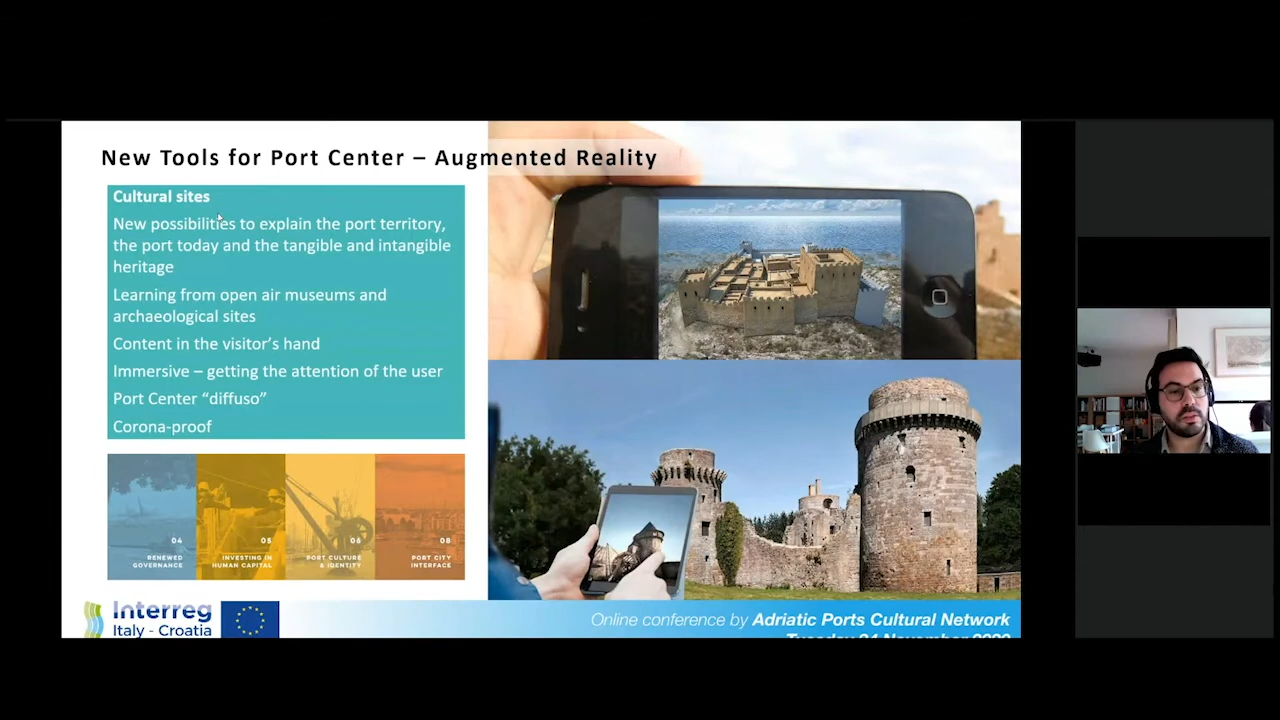 New Tools for Port Center – Augmented Reality
Cultural sites
New possibilities to explain the port territory,
the port today and the tangible and intangible
heritage
Learning from open air museums and
archaeological sites
Content in the visitor's hand
Immersive – getting the attention of the user
Port Center “diffuso”
Corona-proof
04
RENEWED
GOVERNANCE
05
INVESTING IN
HUMAN CAPITAL
06
PORT CULTURE
& IDENTITY
08
PORT CITY
INTERFACE
Interreg
Italy - Croatia
Online conference by Adriatic Ports Cultural Network
Tuesday 24 November 2020